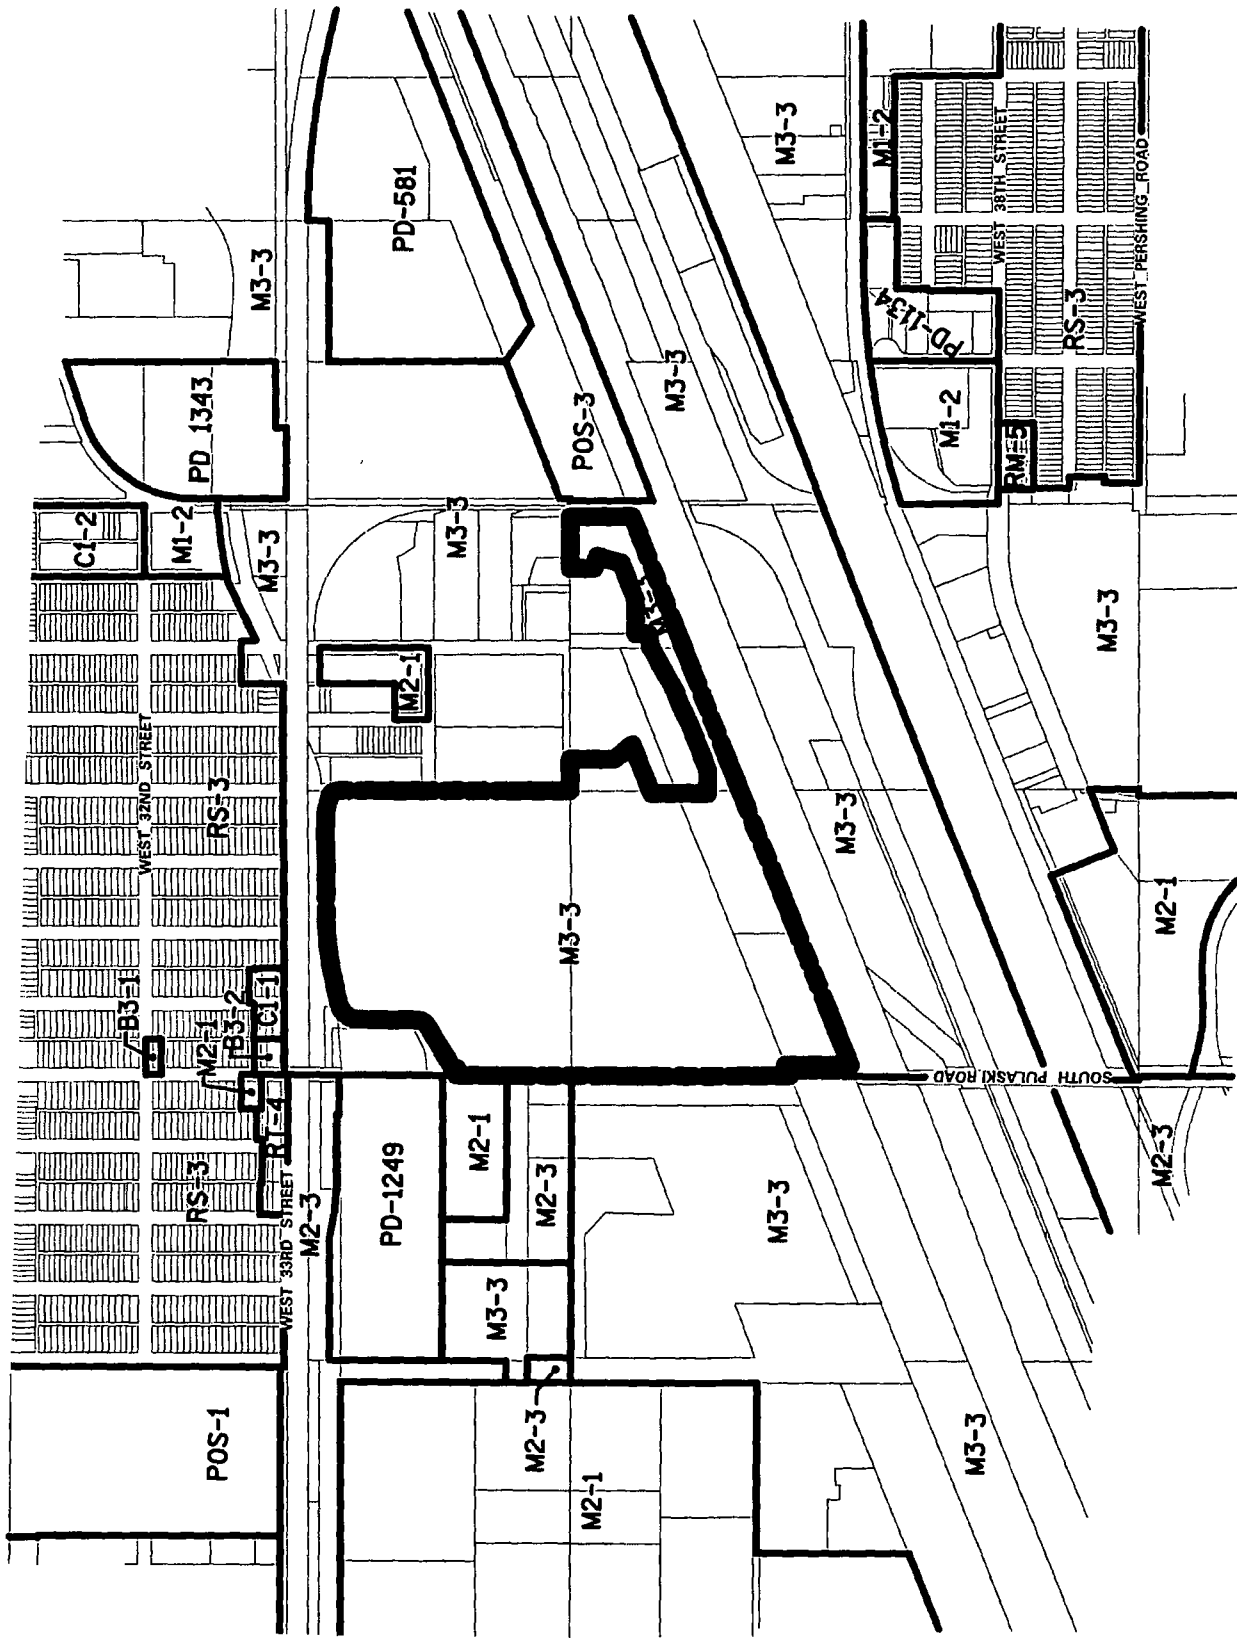 POS-1
RS-3
WEST 33RD STREET
RT-4
M2-1
B3-2
C1-1
B3-1
WEST 32ND STREET
RS-3
C1-2
M1-2
M3-3
PD 1343
M3-3
M2-3
PD-1249
M2-1
M2-3
M3-3
M2-3
M2-1
M3-3
M2-1
M3-3
M3-3
PD-581
POS-3
M3-3
M3-3
M3-3
M3-3
M3-3
SOUTH PULASKI ROAD
M2-3
M2-1
M3-3
M3-3
M1-2
PD-1134
M1-2
RM-5
RS-3
WEST 38TH STREET
WEST PERSHING ROAD